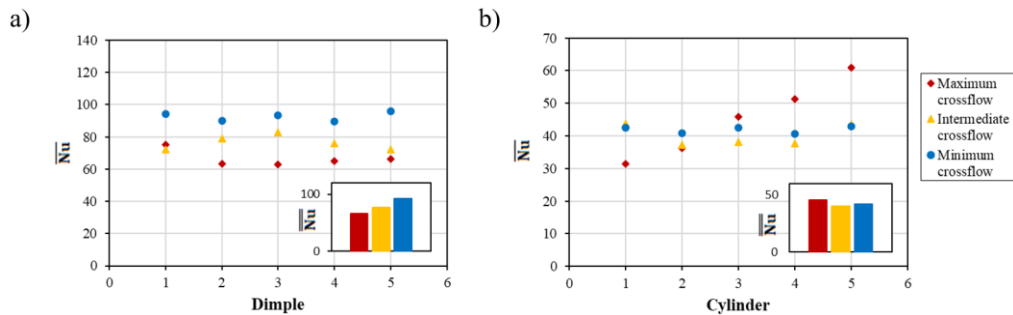 a)
140
120
100
80
60
40
20
0
Nu
0 1 2 3 4 5 6
Dimple
100
0
Nu
b)
70
60
50
40
30
20
10
0
Nu
0 1 2 3 4 5 6
Cylinder
50
0
Nu
Maximum
crossflow
Intermediate
crossflow
Minimum
crossflow